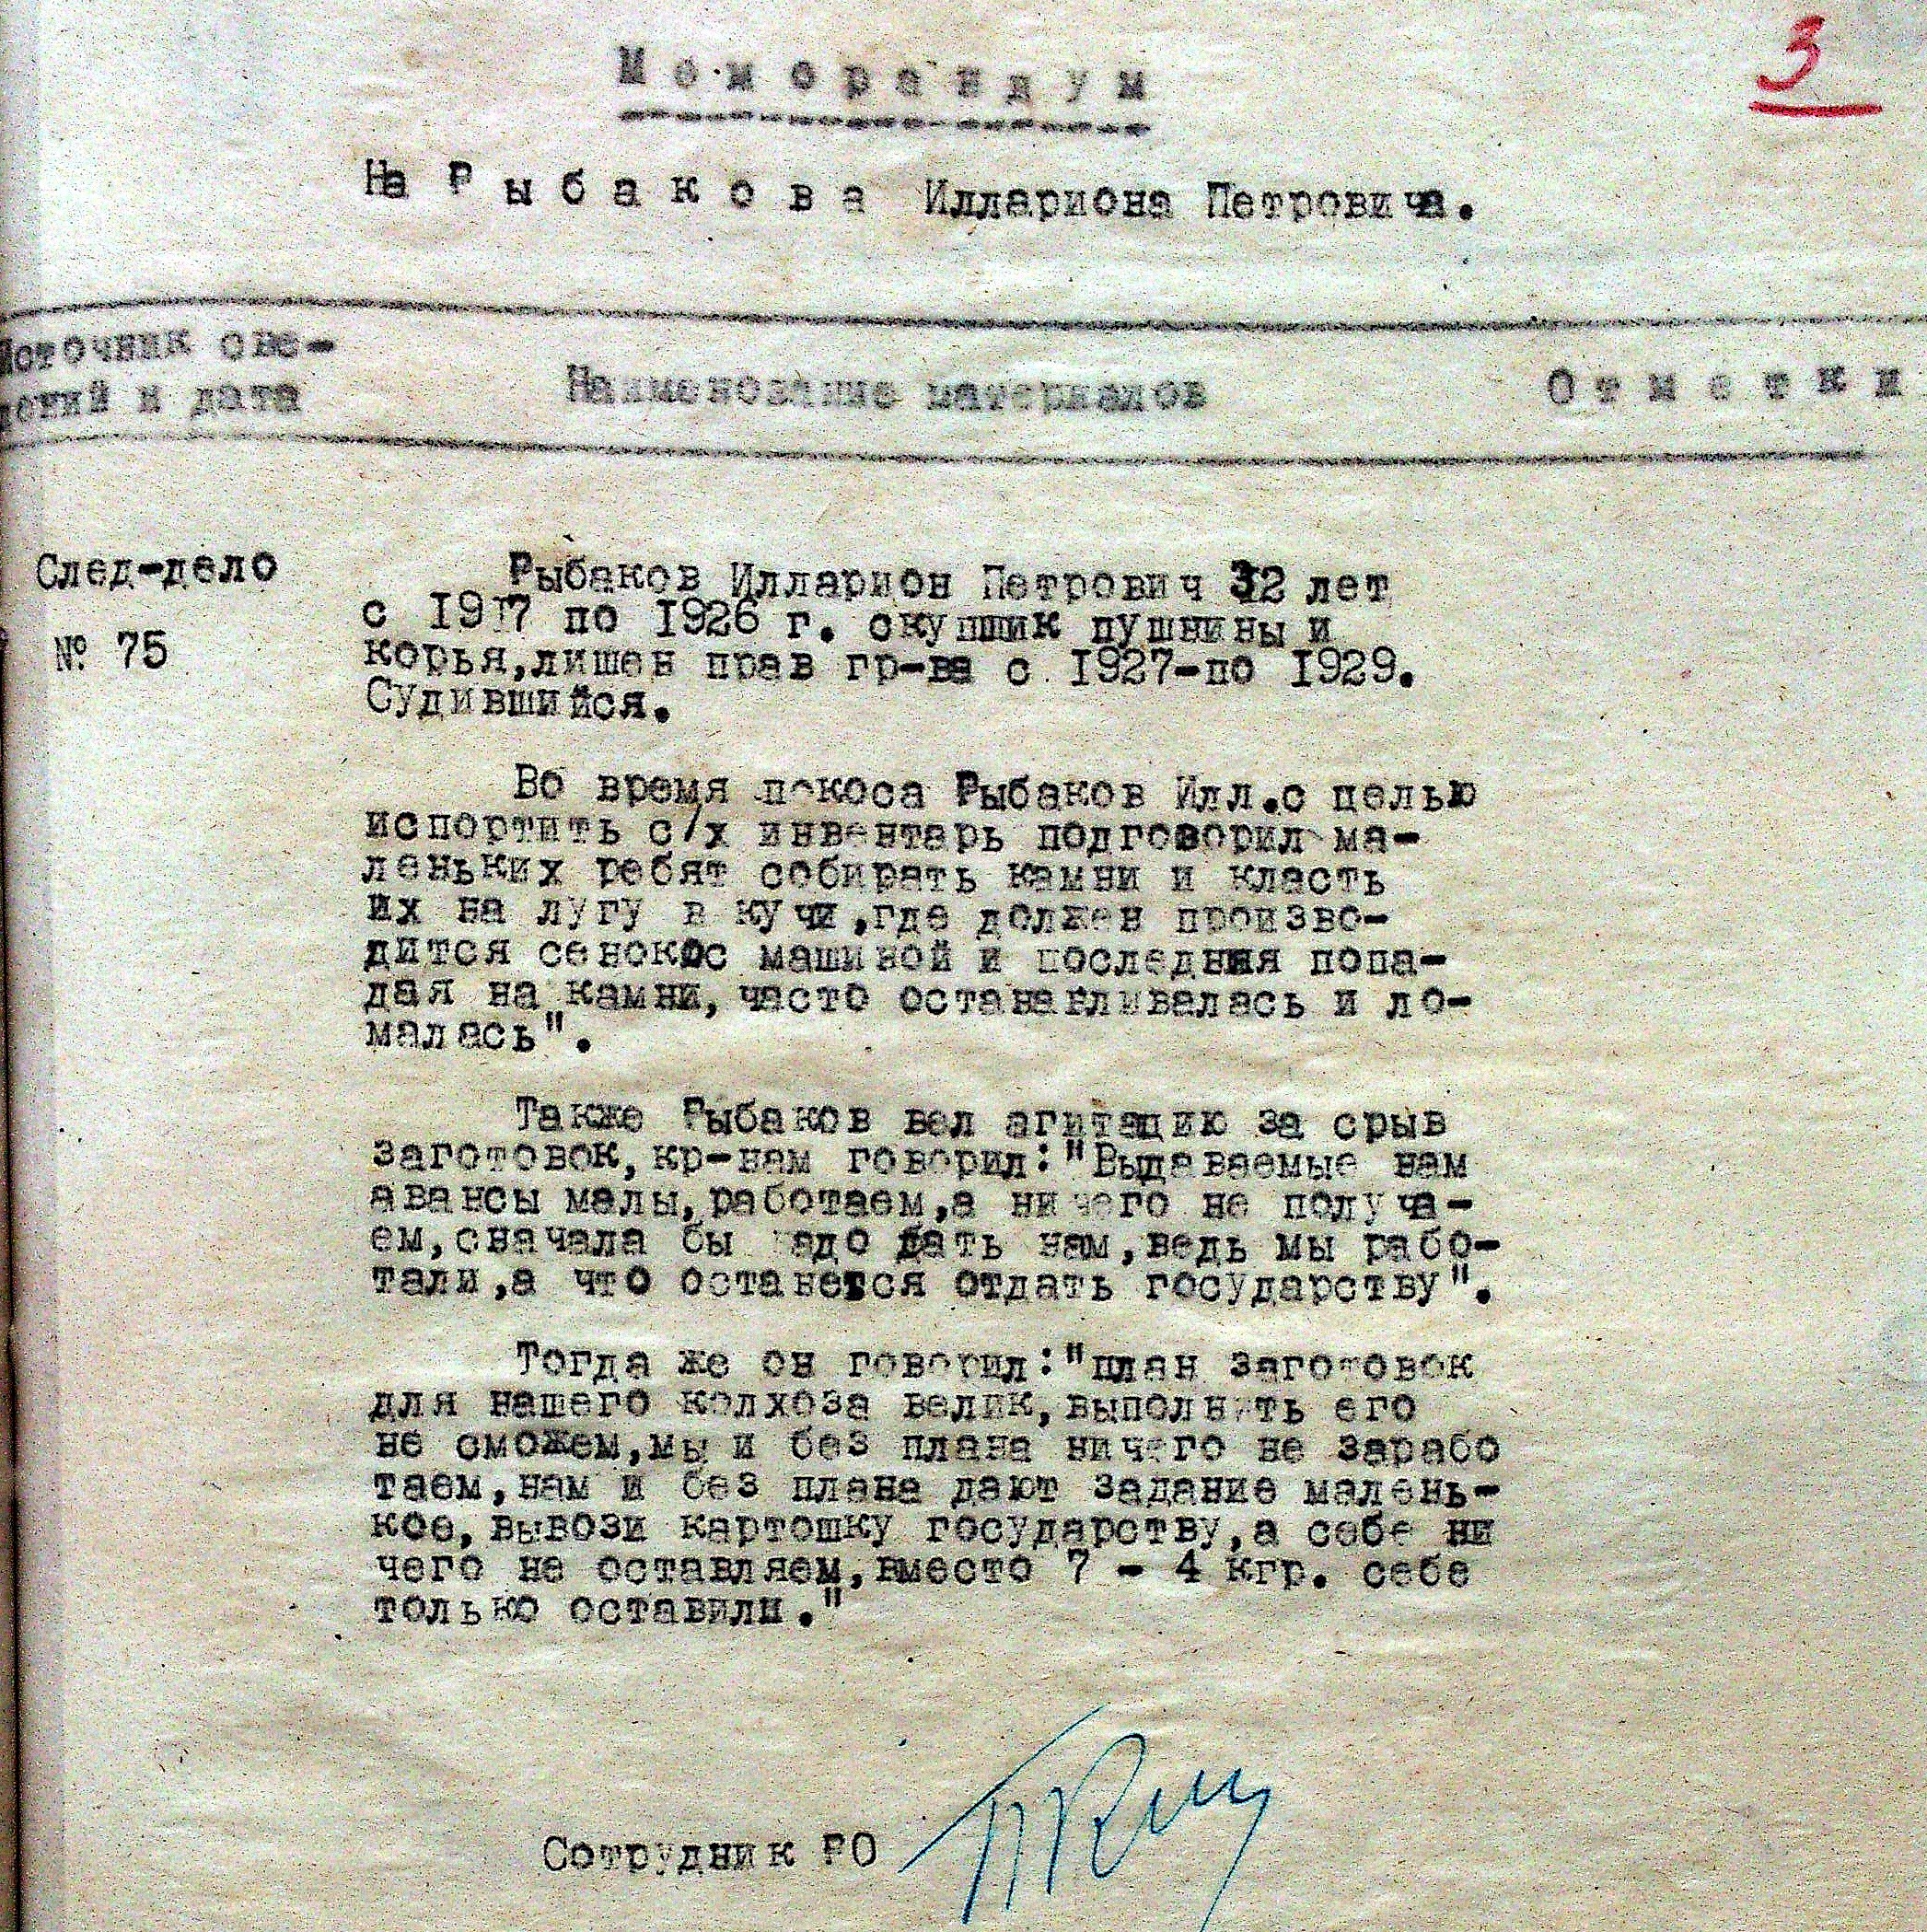 3
Меморандум
На Рыбакова Иллариона Петровича.
Источник све-
дений и дата
Наименование материалов
Отметки
След-дело
№ 75
Рыбаков Илларион Петрович 32 лет
с 1917 по 1926 г. скупшик пушнины и
корья,лишен прав гр-ва с 1927-по 1929.
Судившийся.
Во время покоса Рыбаков Илл.с целью
испортить с/х инвентарь подговорил ма-
леньких ребят собирать камни и класть
их на лугу в кучи,где должен произво-
дится сенокос машиной и последняя попа-
дая на камни, часто останавливалась и ло-
малась".
Также Рыбаков вел агитацию за срыв
заготовок,кр-нам говорил:"Выдаваемые нам
авансы малы,работаем,а ничего не получа-
ем,сначала бы надо дать нам,ведь мы рабо-
тали,а что останется отдать государству".
Тогда же он говорил:"план заготовок
для нашего колхоза велик,выполнить его
не сможем,мы и без плана ничего не зарабо
таем,нам и без плана дают задание малень-
кое,вывози картошку государству,а себе ни
чего не оставляем,вместо 7 - 4 кгр. себе
только оставили."
Сотрудник РО